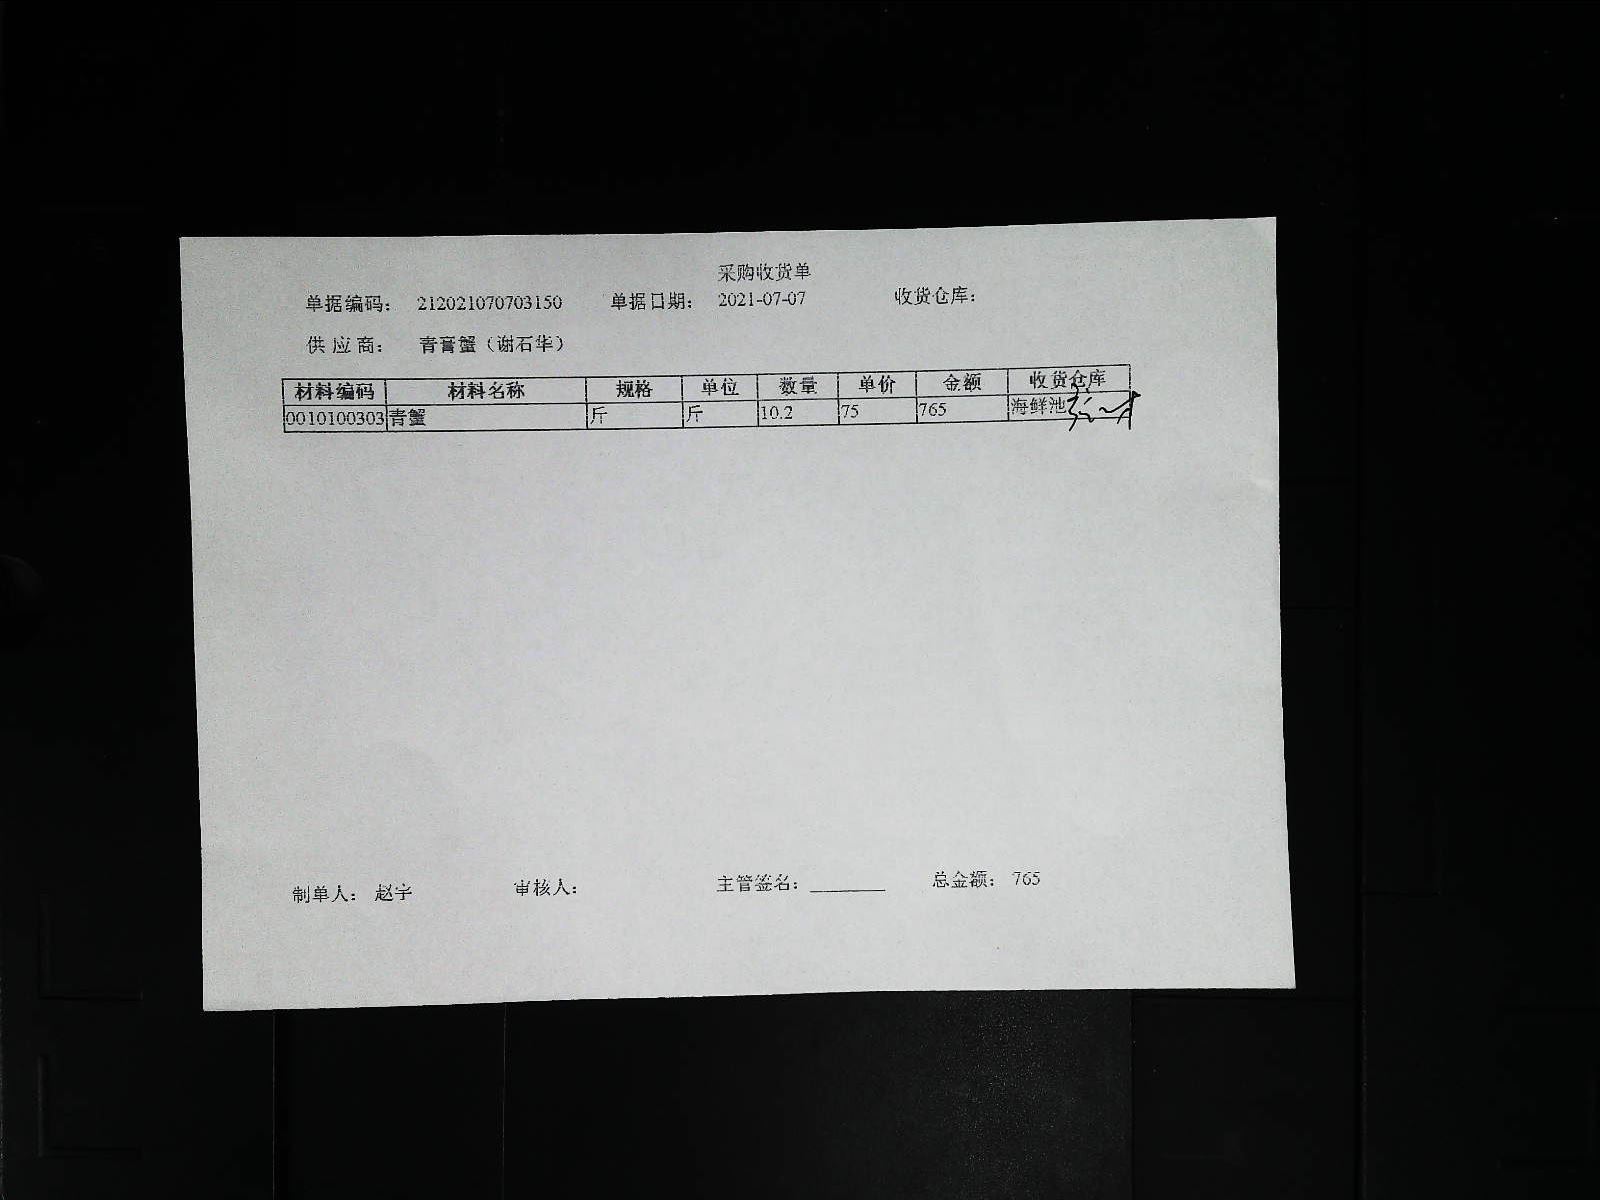 采购收货单
单据编码: 212021070703150 单据日期: 2021-07-07 收货仓库:
供 应 商: 青膏蟹（谢石华）
材料编码 材料名称 规格 单位 数量 单价 金额 收货仓库
0010100303 青蟹 斤 斤 10.2 75 765 海鲜池
制单人: 赵宇 审核人: 主管签名: ________ 总金额: 765